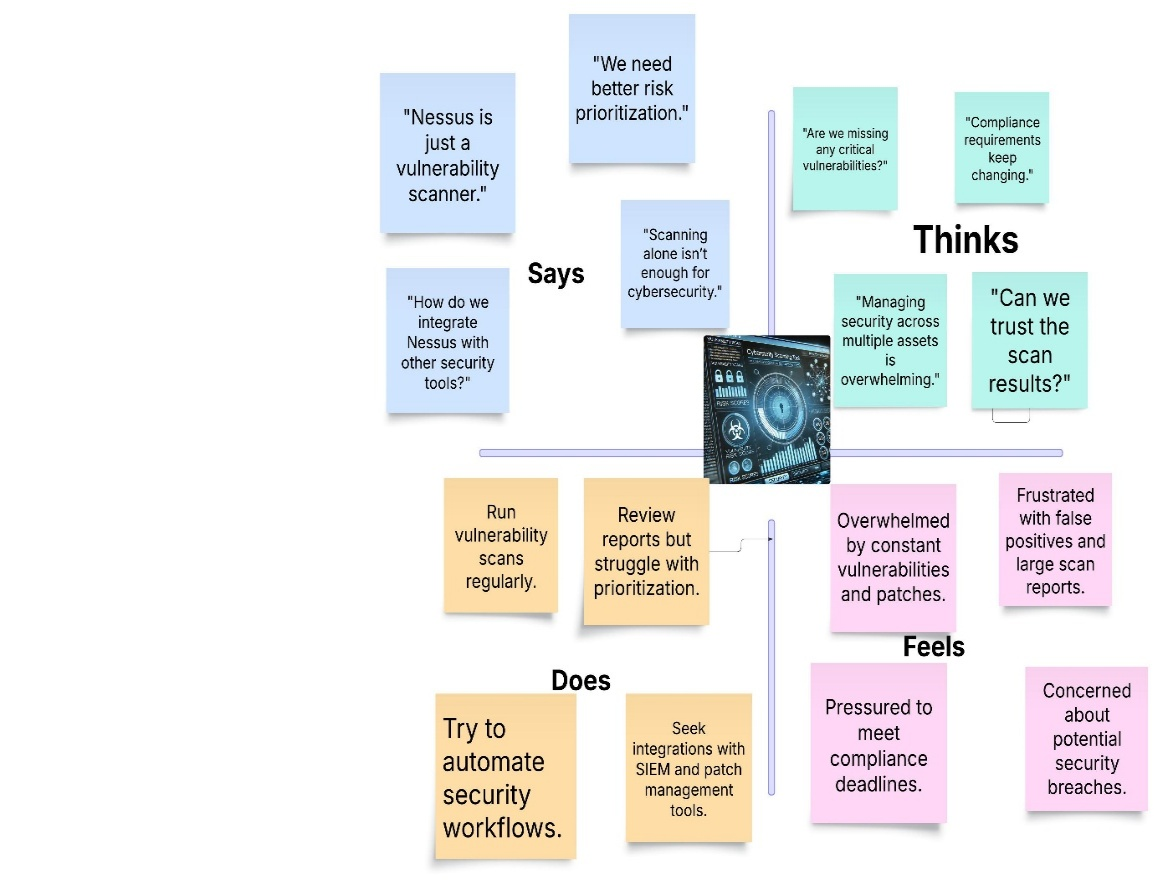 "We need
better risk
prioritization."
"Nessus is
just a
vulnerability
scanner."
"Scanning
alone isn't
enough for
cybersecurity."
Says
"How do we
integrate
Nessus with
other security
tools?"
"Are we missing
any critical
vulnerabilities?"
"Compliance
requirements
keep
changing."
Thinks
"Managing
security across
multiple assets
is
overwhelming."
"Can we
trust the
scan
results?"
RISK SCORES
Run
vulnerability
scans
regularly.
Review
reports but
struggle with
prioritization.
Does
Try to
automate
security
workflows.
Seek
integrations with
SIEM and patch
management
tools.
Overwhelmed
by constant
vulnerabilities
and patches.
Frustrated
with false
positives and
large scan
reports.
Feels
Pressured to
meet
compliance
deadlines.
Concerned
about
potential
security
breaches.